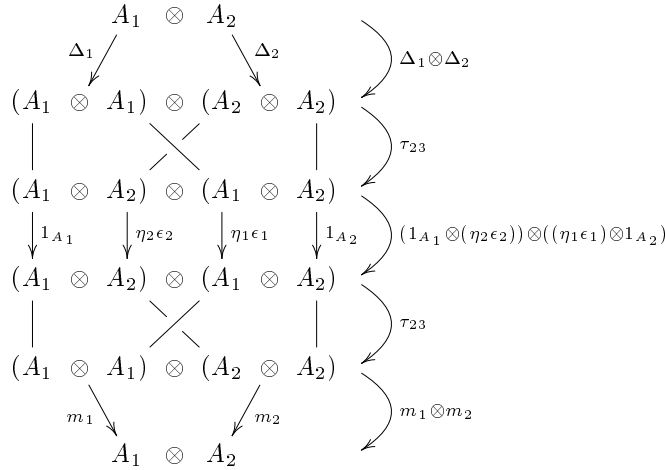 A₁ ⊗ A₂
Δ₁ Δ₂ Δ₁⊗Δ₂
(A₁ ⊗ A₁) ⊗ (A₂ ⊗ A₂)
τ₂₃
(A₁ ⊗ A₂) ⊗ (A₁ ⊗ A₂)
1_{A₁} η₂ϵ₂ η₁ϵ₁ 1_{A₂} (1_{A₁}⊗(η₂ϵ₂))⊗((η₁ϵ₁)⊗1_{A₂})
(A₁ ⊗ A₂) ⊗ (A₁ ⊗ A₂)
τ₂₃
(A₁ ⊗ A₁) ⊗ (A₂ ⊗ A₂)
m₁ m₂ m₁⊗m₂
A₁ ⊗ A₂